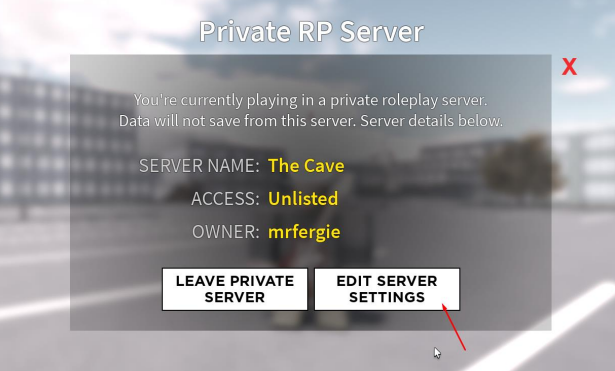 Private RP Server
X
You're currently playing in a private roleplay server.
Data will not save from this server. Server details below.
SERVER NAME: The Cave
ACCESS: Unlisted
OWNER: mrfergie
LEAVE PRIVATE
SERVER
EDIT SERVER
SETTINGS